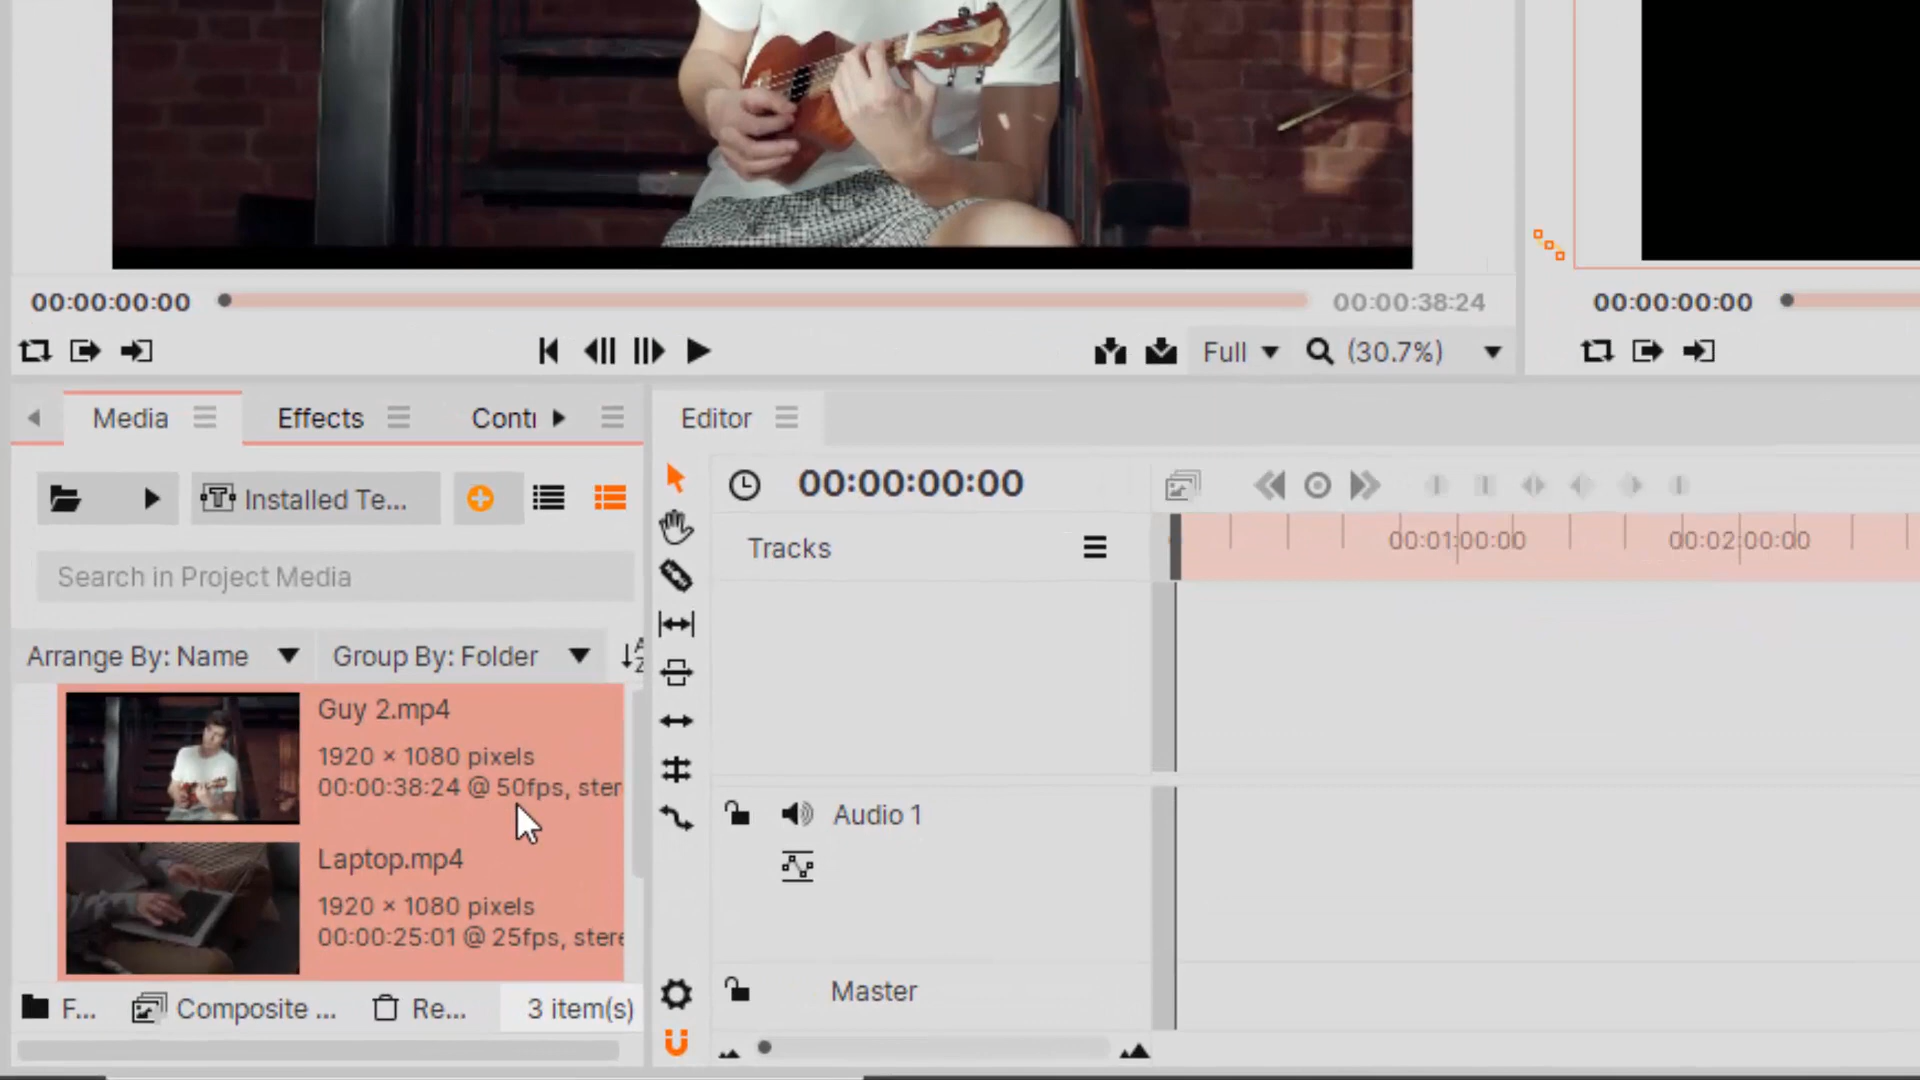 00:00:00:00
00:00:38:24
00:00:00:00
Full
(30.7%)
Media
Effects
Editor
Installed Te...
00:00:00:00
Search in Project Media
Tracks
00:01:00:00
00:02:00:00
Arrange By: Name
Group By: Folder
Guy 2.mp4
1920 × 1080 pixels
00:00:38:24 @ 50fps, ster
Laptop.mp4
1920 × 1080 pixels
00:00:25:01 @ 25fps, stere
Audio 1
Master
F...
Composite ...
Re...
3 item(s)